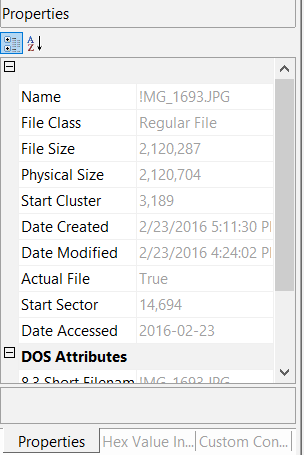 Properties
Name !MG_1693.JPG
File Class Regular File
File Size 2,120,287
Physical Size 2,120,704
Start Cluster 3,189
Date Created 2/23/2016 5:11:30 P
Date Modified 2/23/2016 4:24:02 P
Actual File True
Start Sector 14,694
Date Accessed 2016-02-23
DOS Attributes
8.3 Short Filenam !MG_1693.JPG
Properties Hex Value In... Custom Con...